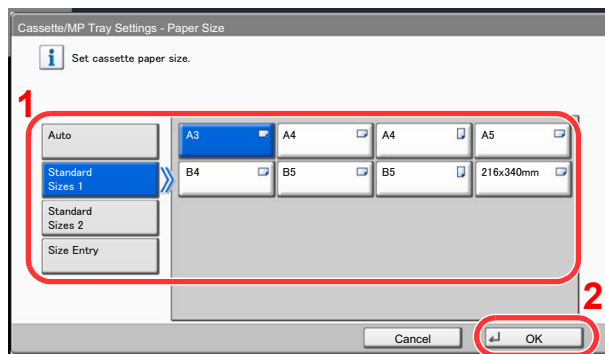 Cassette/MP Tray Settings - Paper Size
i Set cassette paper size.
1
Auto
A3 A4 A4 A5
Standard
Sizes 1
B4 B5 B5 216x340mm
Standard
Sizes 2
Size Entry
2
Cancel OK